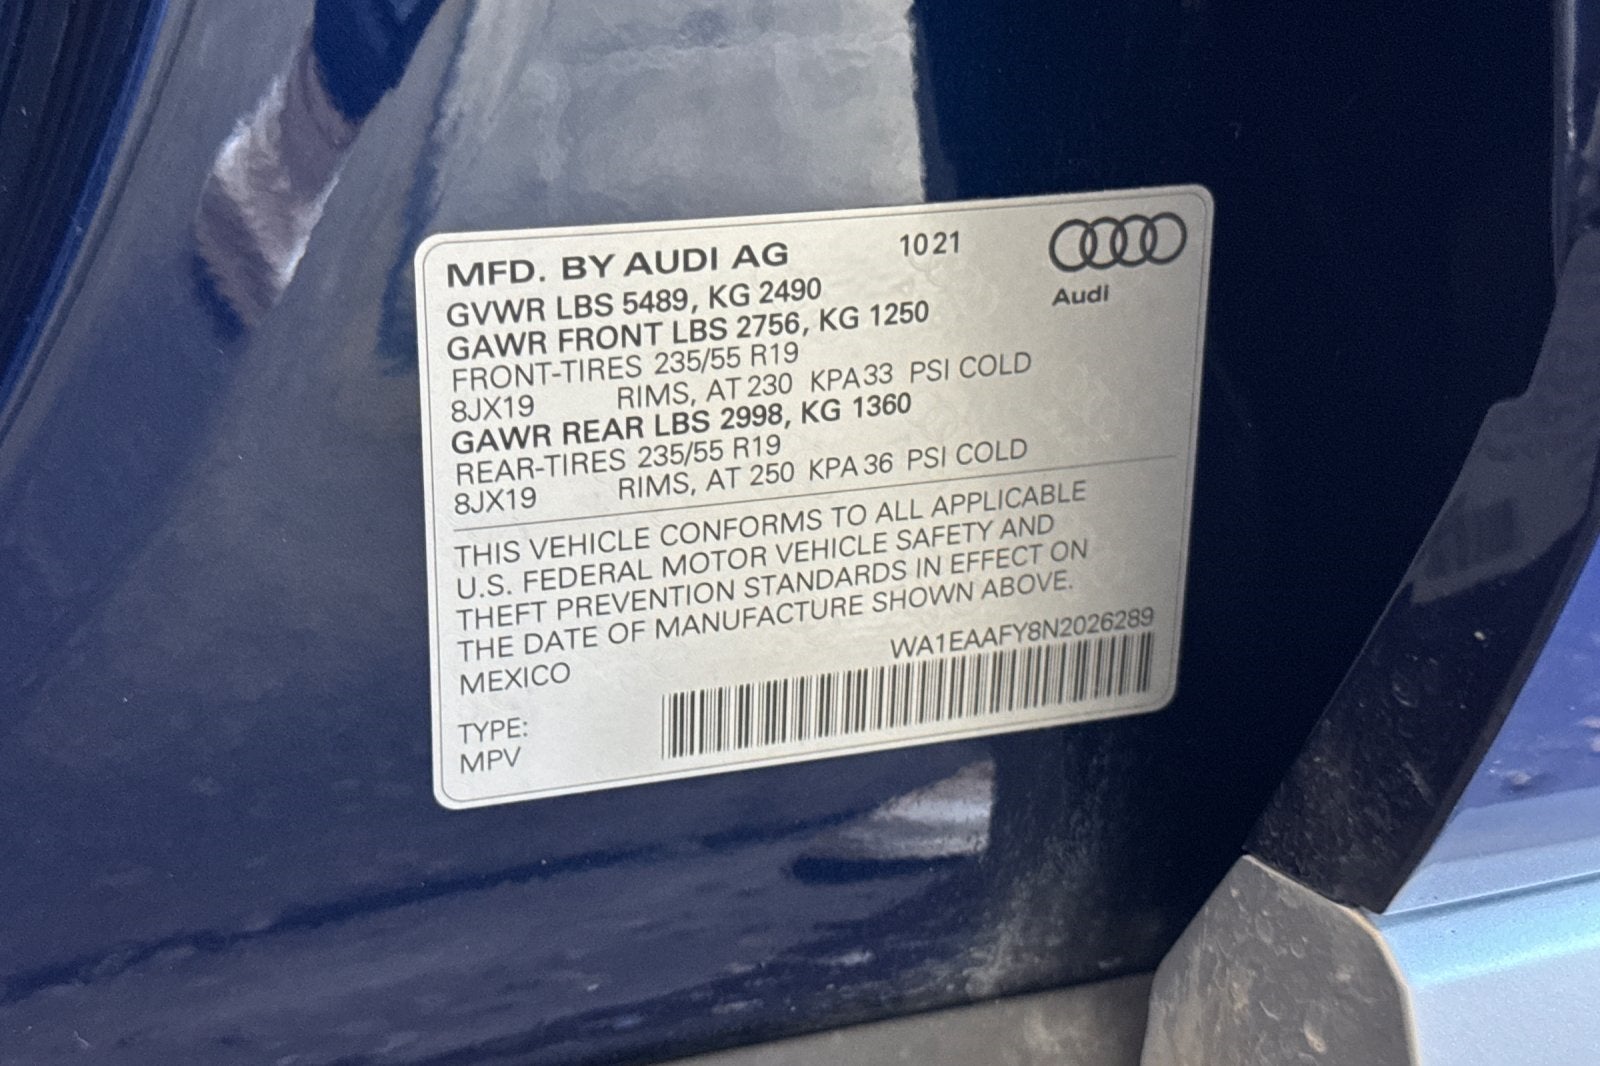 MFD. BY AUDI AG 10 21
GVWR LBS 5489, KG 2490
Audi
GAWR FRONT LBS 2756, KG 1250
FRONT-TIRES 235/55 R19
8JX19 RIMS, AT 230 KPA 33 PSI COLD
GAWR REAR LBS 2998, KG 1360
REAR-TIRES 235/55 R19
8JX19 RIMS, AT 250 KPA 36 PSI COLD
THIS VEHICLE CONFORMS TO ALL APPLICABLE
U.S. FEDERAL MOTOR VEHICLE SAFETY AND
THEFT PREVENTION STANDARDS IN EFFECT ON
THE DATE OF MANUFACTURE SHOWN ABOVE.
MEXICO WA1EAAFY8N2026289
TYPE:
MPV